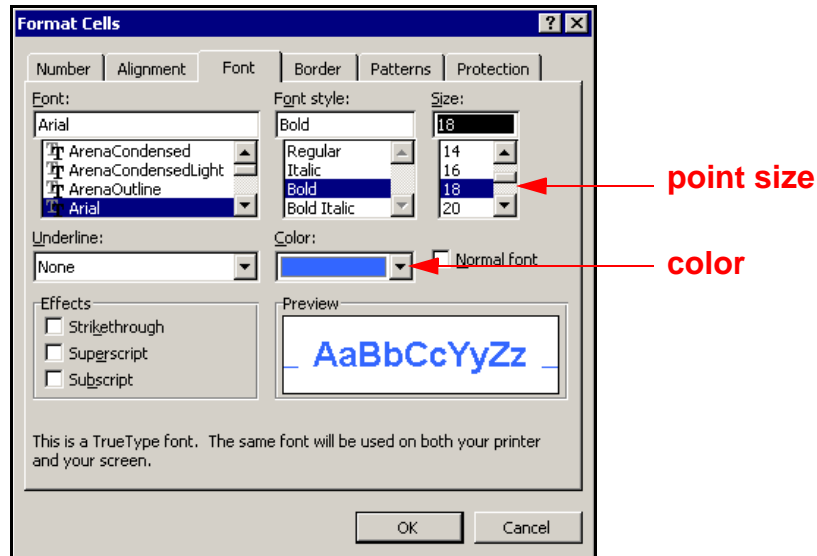 Format Cells
Number Alignment Font Border Patterns Protection
Font: Font style: Size:
Arial Bold 18
ArenaCondensed Regular 14
ArenaCondensedLight Italic 16
ArenaOutline Bold 18
Arial Bold Italic 20
point size
Underline: Color:
None Normal font
color
Effects Preview
Strikethrough
Superscript
Subscript
AaBbCcYyZz
This is a TrueType font. The same font will be used on both your printer
and your screen.
OK Cancel